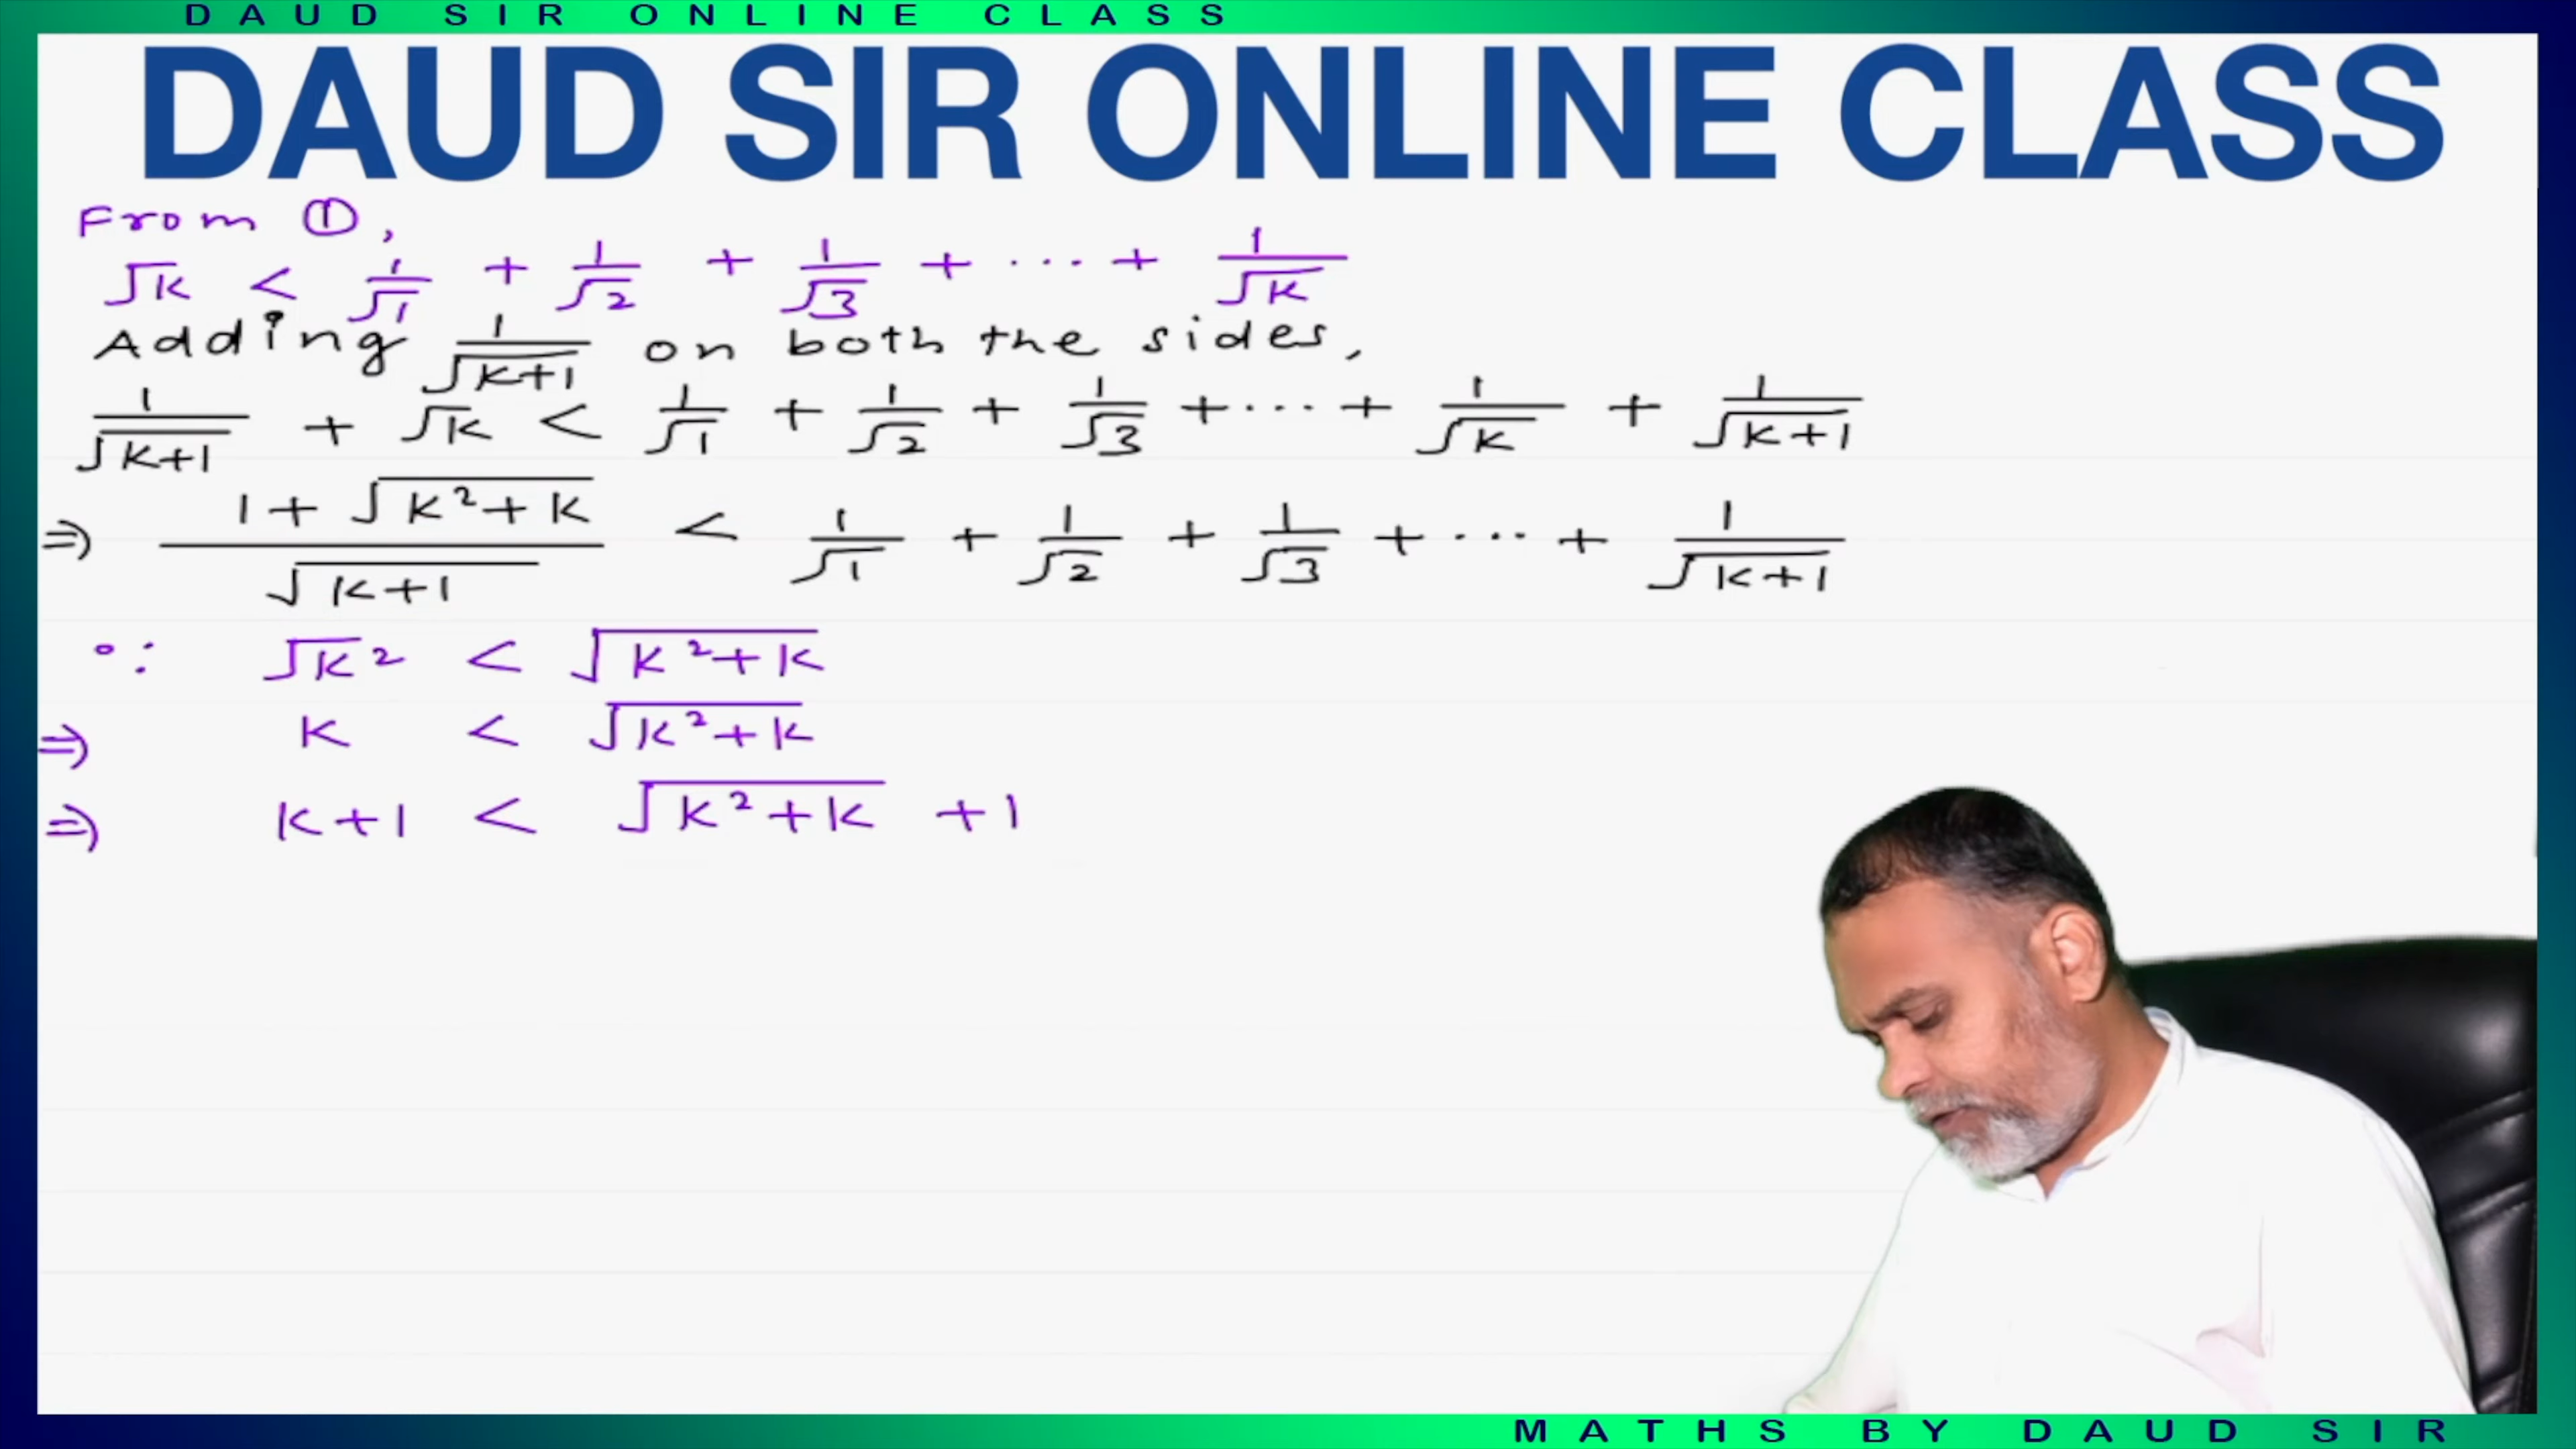 DAUD SIR ONLINE CLASS
DAUD SIR ONLINE CLASS
From ①,
√k < 1/√1 + 1/√2 + 1/√3 + ... + 1/√k
Adding 1/√(k+1) on both the sides,
1/√(k+1) + √k < 1/√1 + 1/√2 + 1/√3 + ... + 1/√k + 1/√(k+1)
⇒ (1 + √(k²+k))/√(k+1) < 1/√1 + 1/√2 + 1/√3 + ... + 1/√(k+1)
∵ √k² < √(k²+k)
⇒ k < √(k²+k)
⇒ k+1 < √(k²+k) + 1
MATHS BY DAUD SIR